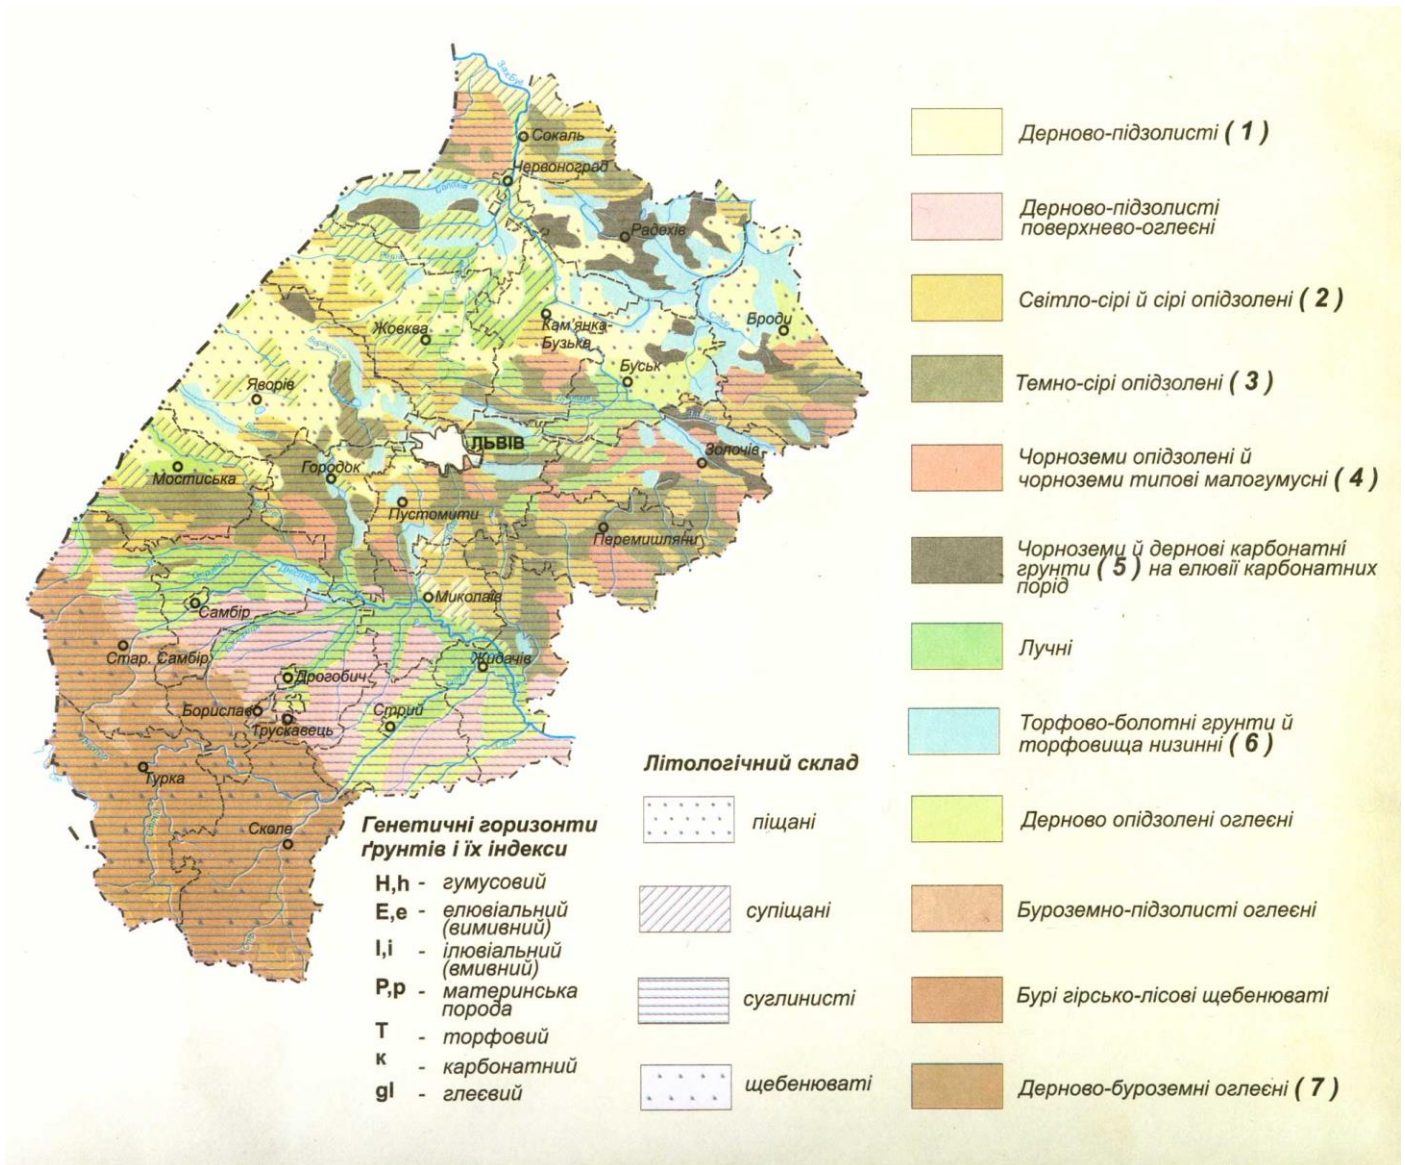 Зах.Буг
Сокаль
Червоноград
Солокія
Радехів
Жовква
Кам'янка-
Бузька
Броди
Буськ
Яворів
ЛЬВІВ
Золочів
Мостиська
Городок
Пустомити
Перемишляни
Миколаїв
Самбір
Дністер
Стар. Самбір
Жидачів
Дрогобич
Борислав
Стрий
Трускавець
Турка
Сколе
Дерново-підзолисті ( 1 )
Дерново-підзолисті
поверхнево-оглеєні
Світло-сірі й сірі опідзолені ( 2 )
Темно-сірі опідзолені ( 3 )
Чорноземи опідзолені й
чорноземи типові малогумусні ( 4 )
Чорноземи й дернові карбонатні
грунти ( 5 ) на елювії карбонатних
порід
Лучні
Торфово-болотні грунти й
торфовища низинні ( 6 )
Дерново опідзолені оглеєні
Буроземно-підзолисті оглеєні
Бурі гірсько-лісові щебенюваті
Дерново-буроземні оглеєні ( 7 )
Літологічний склад
піщані
супіщані
суглинисті
щебенюваті
Генетичні горизонти
ґрунтів і їх індекси
H,h - гумусовий
E,e - елювіальний
(вимивний)
I,i - ілювіальний
(вмивний)
P,p - материнська
порода
T - торфовий
к - карбонатний
gl - глеєвий